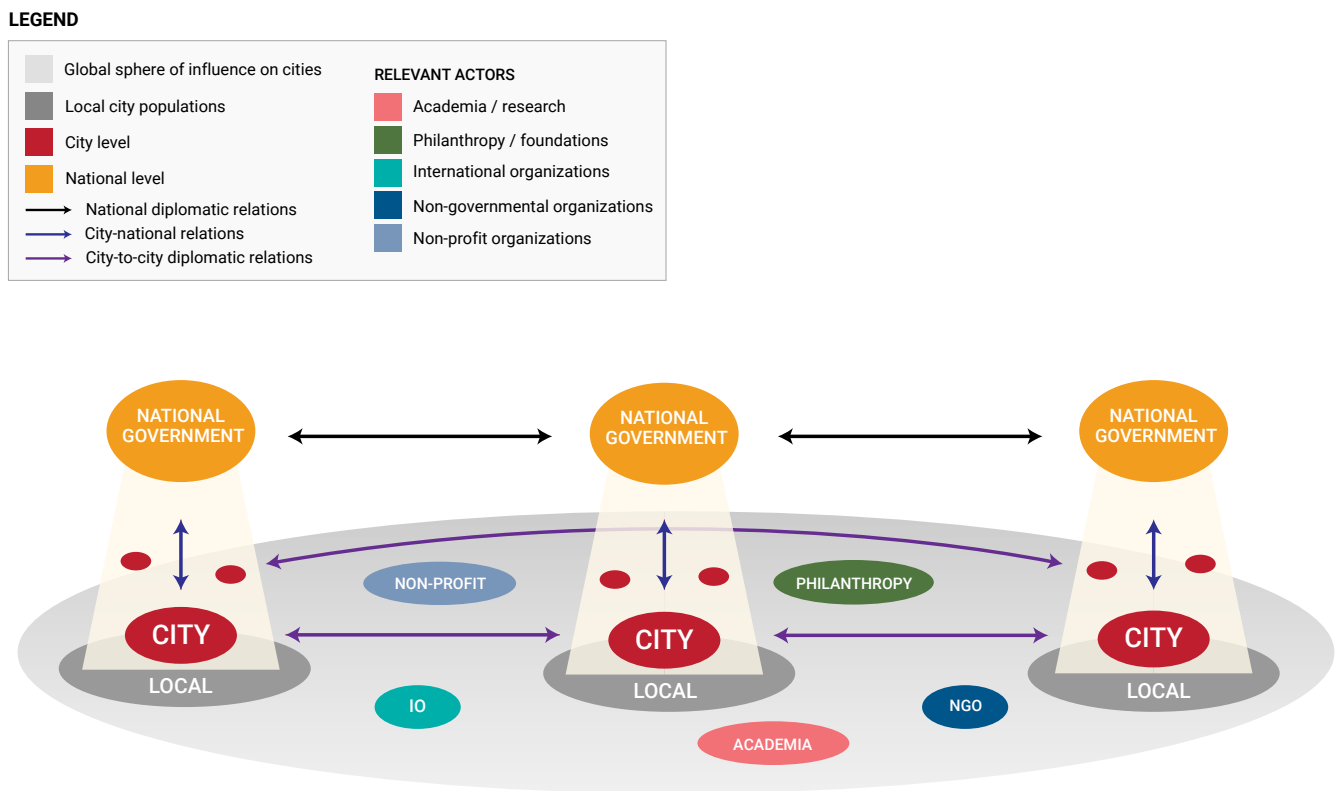 LEGEND
Global sphere of influence on cities
Local city populations
City level
National level
National diplomatic relations
City-national relations
City-to-city diplomatic relations
RELEVANT ACTORS
Academia / research
Philanthropy / foundations
International organizations
Non-governmental organizations
Non-profit organizations
NATIONAL
GOVERNMENT
NATIONAL
GOVERNMENT
NATIONAL
GOVERNMENT
NON-PROFIT
PHILANTHROPY
CITY
CITY
CITY
LOCAL
LOCAL
LOCAL
IO
NGO
ACADEMIA